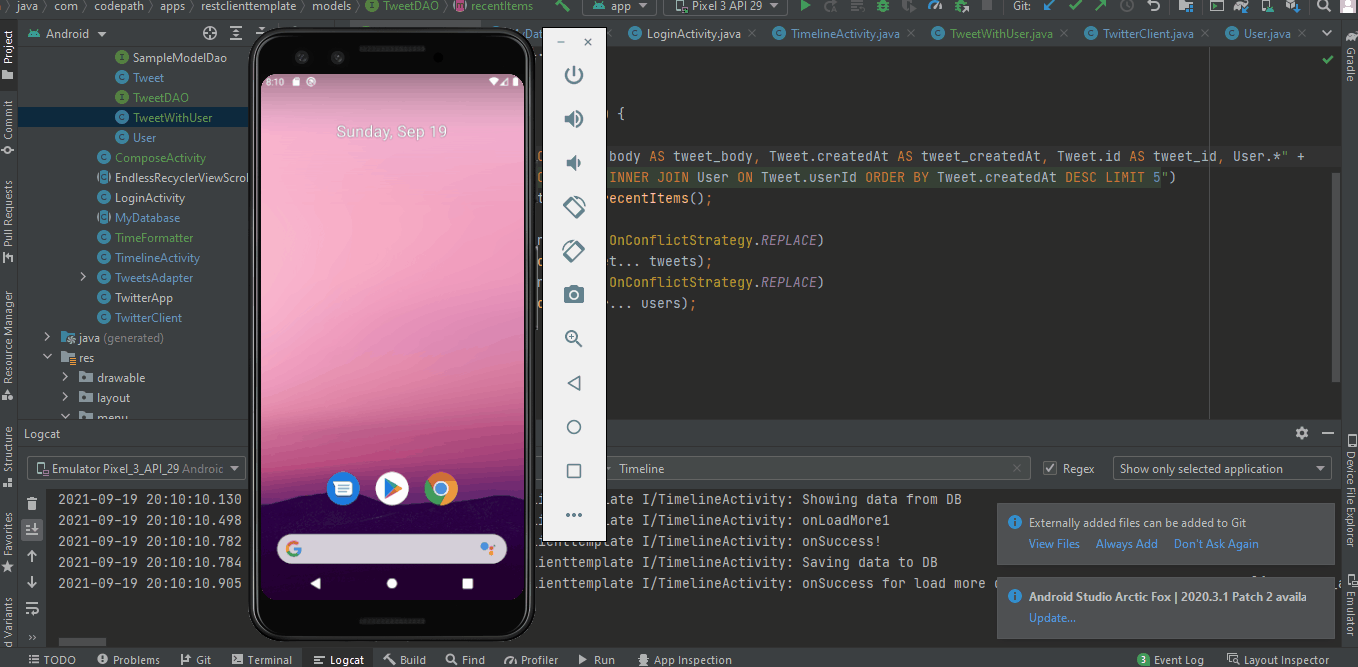 java codepath apps restclienttemplate models TweetDAO recentItems app Pixel 3 API 29 Git:
Android LoginActivity.java TimelineActivity.java TweetWithUser.java TwitterClient.java User.java
Project
Commit
Pull Requests
Resource Manager
Structure
Favorites
SampleModelDao
Tweet
TweetDAO
TweetWithUser
User
ComposeActivity
EndlessRecyclerViewScrol
LoginActivity
MyDatabase
TimeFormatter
TimelineActivity
TweetsAdapter
TwitterApp
TwitterClient
java (generated)
res
drawable
layout
menu
8:10
Sunday, Sep 19
{
body AS tweet_body, Tweet.createdAt AS tweet_createdAt, Tweet.id AS tweet_id, User.*" +
INNER JOIN User ON Tweet.userId ORDER BY Tweet.createdAt DESC LIMIT 5")
recentItems();
OnConflictStrategy.REPLACE)
... tweets);
OnConflictStrategy.REPLACE)
... users);
Gradle
Device File Explorer
Emulator
Logcat
Emulator Pixel_3_API_29 Android Timeline Regex Show only selected application
2021-09-19 20:10:10.130 I/TimelineActivity: Showing data from DB
2021-09-19 20:10:10.498 I/TimelineActivity: onLoadMore1
2021-09-19 20:10:10.782 I/TimelineActivity: onSuccess!
2021-09-19 20:10:10.784 I/TimelineActivity: Saving data to DB
2021-09-19 20:10:10.905 I/TimelineActivity: onSuccess for load more
Externally added files can be added to Git
View Files Always Add Don't Ask Again
Android Studio Arctic Fox | 2020.3.1 Patch 2 availa
Update...
TODO Problems Git Terminal Logcat Build Find Profiler Run App Inspection 3 Event Log Layout Inspector